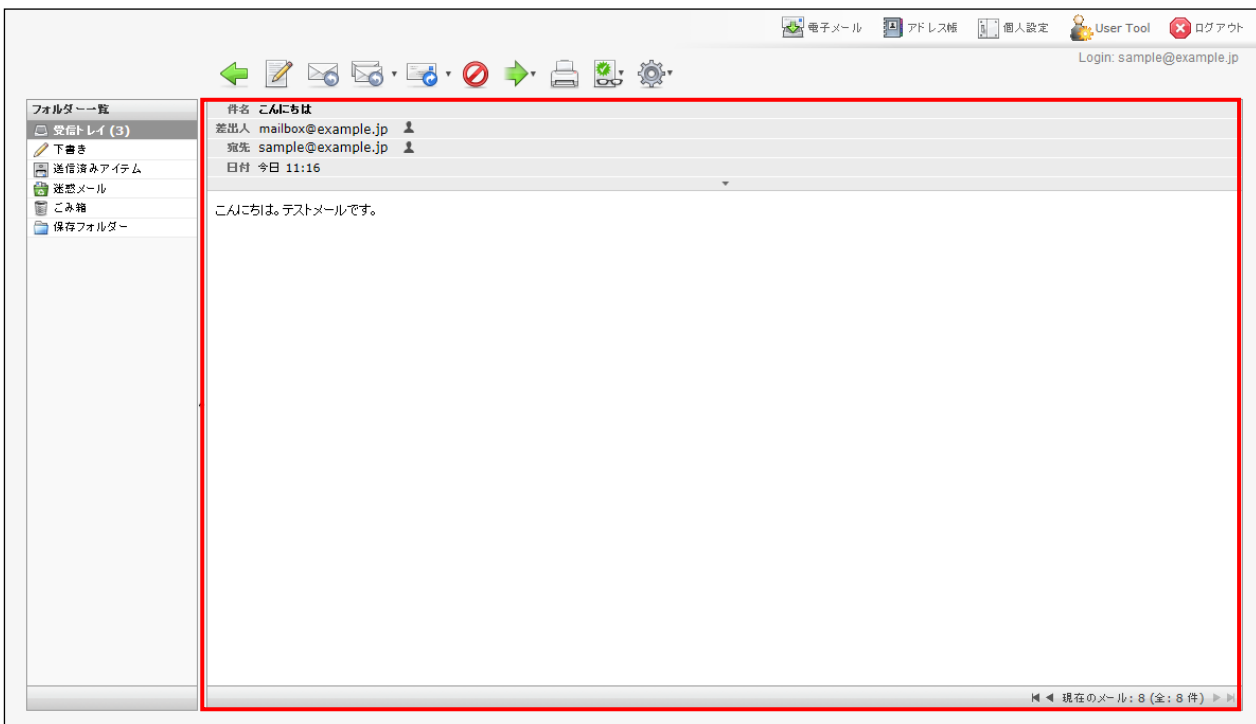 電子メール アドレス帳 個人設定 User Tool ログアウト
Login: sample@example.jp
フォルダー一覧
受信トレイ (3)
下書き
送信済みアイテム
迷惑メール
ごみ箱
保存フォルダー
件名 こんにちは
差出人 mailbox@example.jp
宛先 sample@example.jp
日付 今日 11:16
こんにちは。テストメールです。
現在のメール: 8 (全: 8 件)